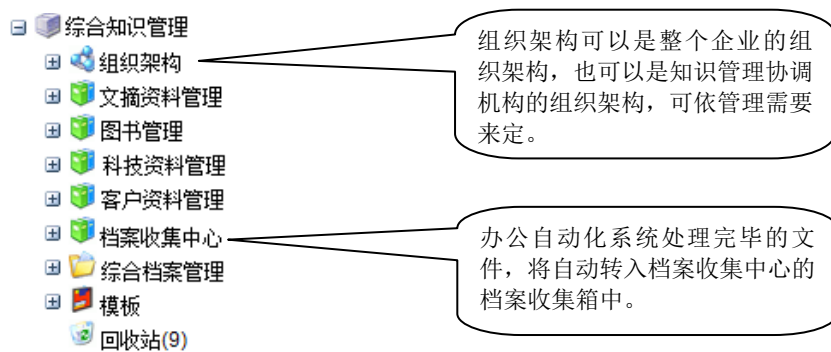 综合知识管理
组织架构
文摘资料管理
图书管理
科技资料管理
客户资料管理
档案收集中心
综合档案管理
模板
回收站(9)
组织架构可以是整个企业的组
织架构，也可以是知识管理协调
机构的组织架构，可依管理需要
来定。
办公自动化系统处理完毕的文
件，将自动转入档案收集中心的
档案收集箱中。